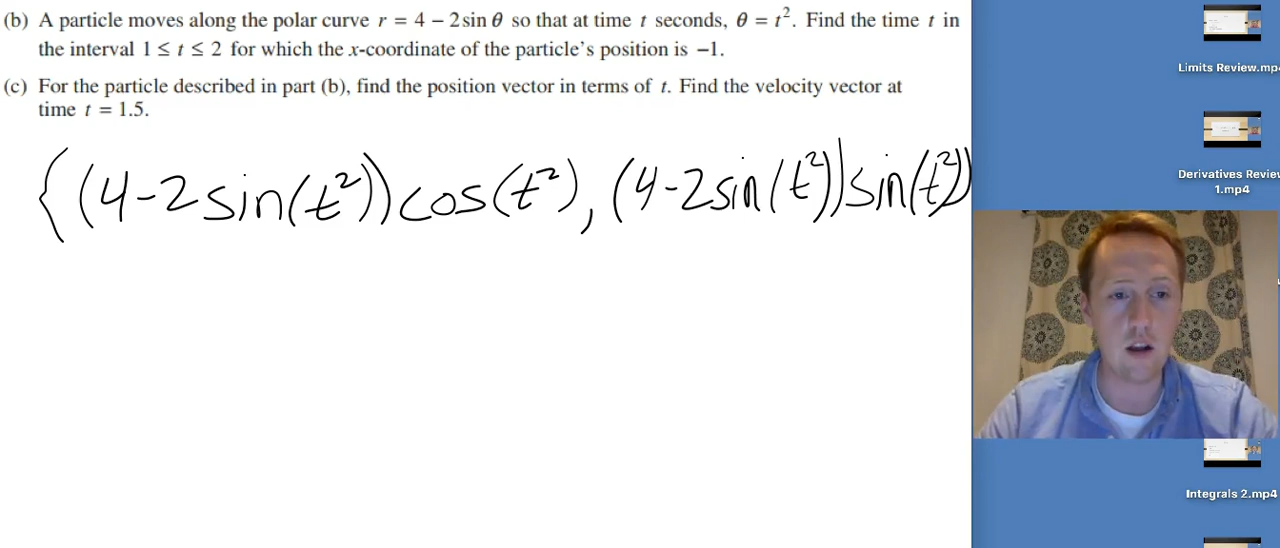 (b) A particle moves along the polar curve r = 4 − 2 sin θ so that at time t seconds, θ = t². Find the time t in
the interval 1 ≤ t ≤ 2 for which the x-coordinate of the particle's position is −1.
(c) For the particle described in part (b), find the position vector in terms of t. Find the velocity vector at
time t = 1.5.
{(4-2sin(t²))cos(t²), (4-2sin(t²))sin(t²)
Limits Review.mp
Derivatives Review
1.mp4
Integrals 2.mp4